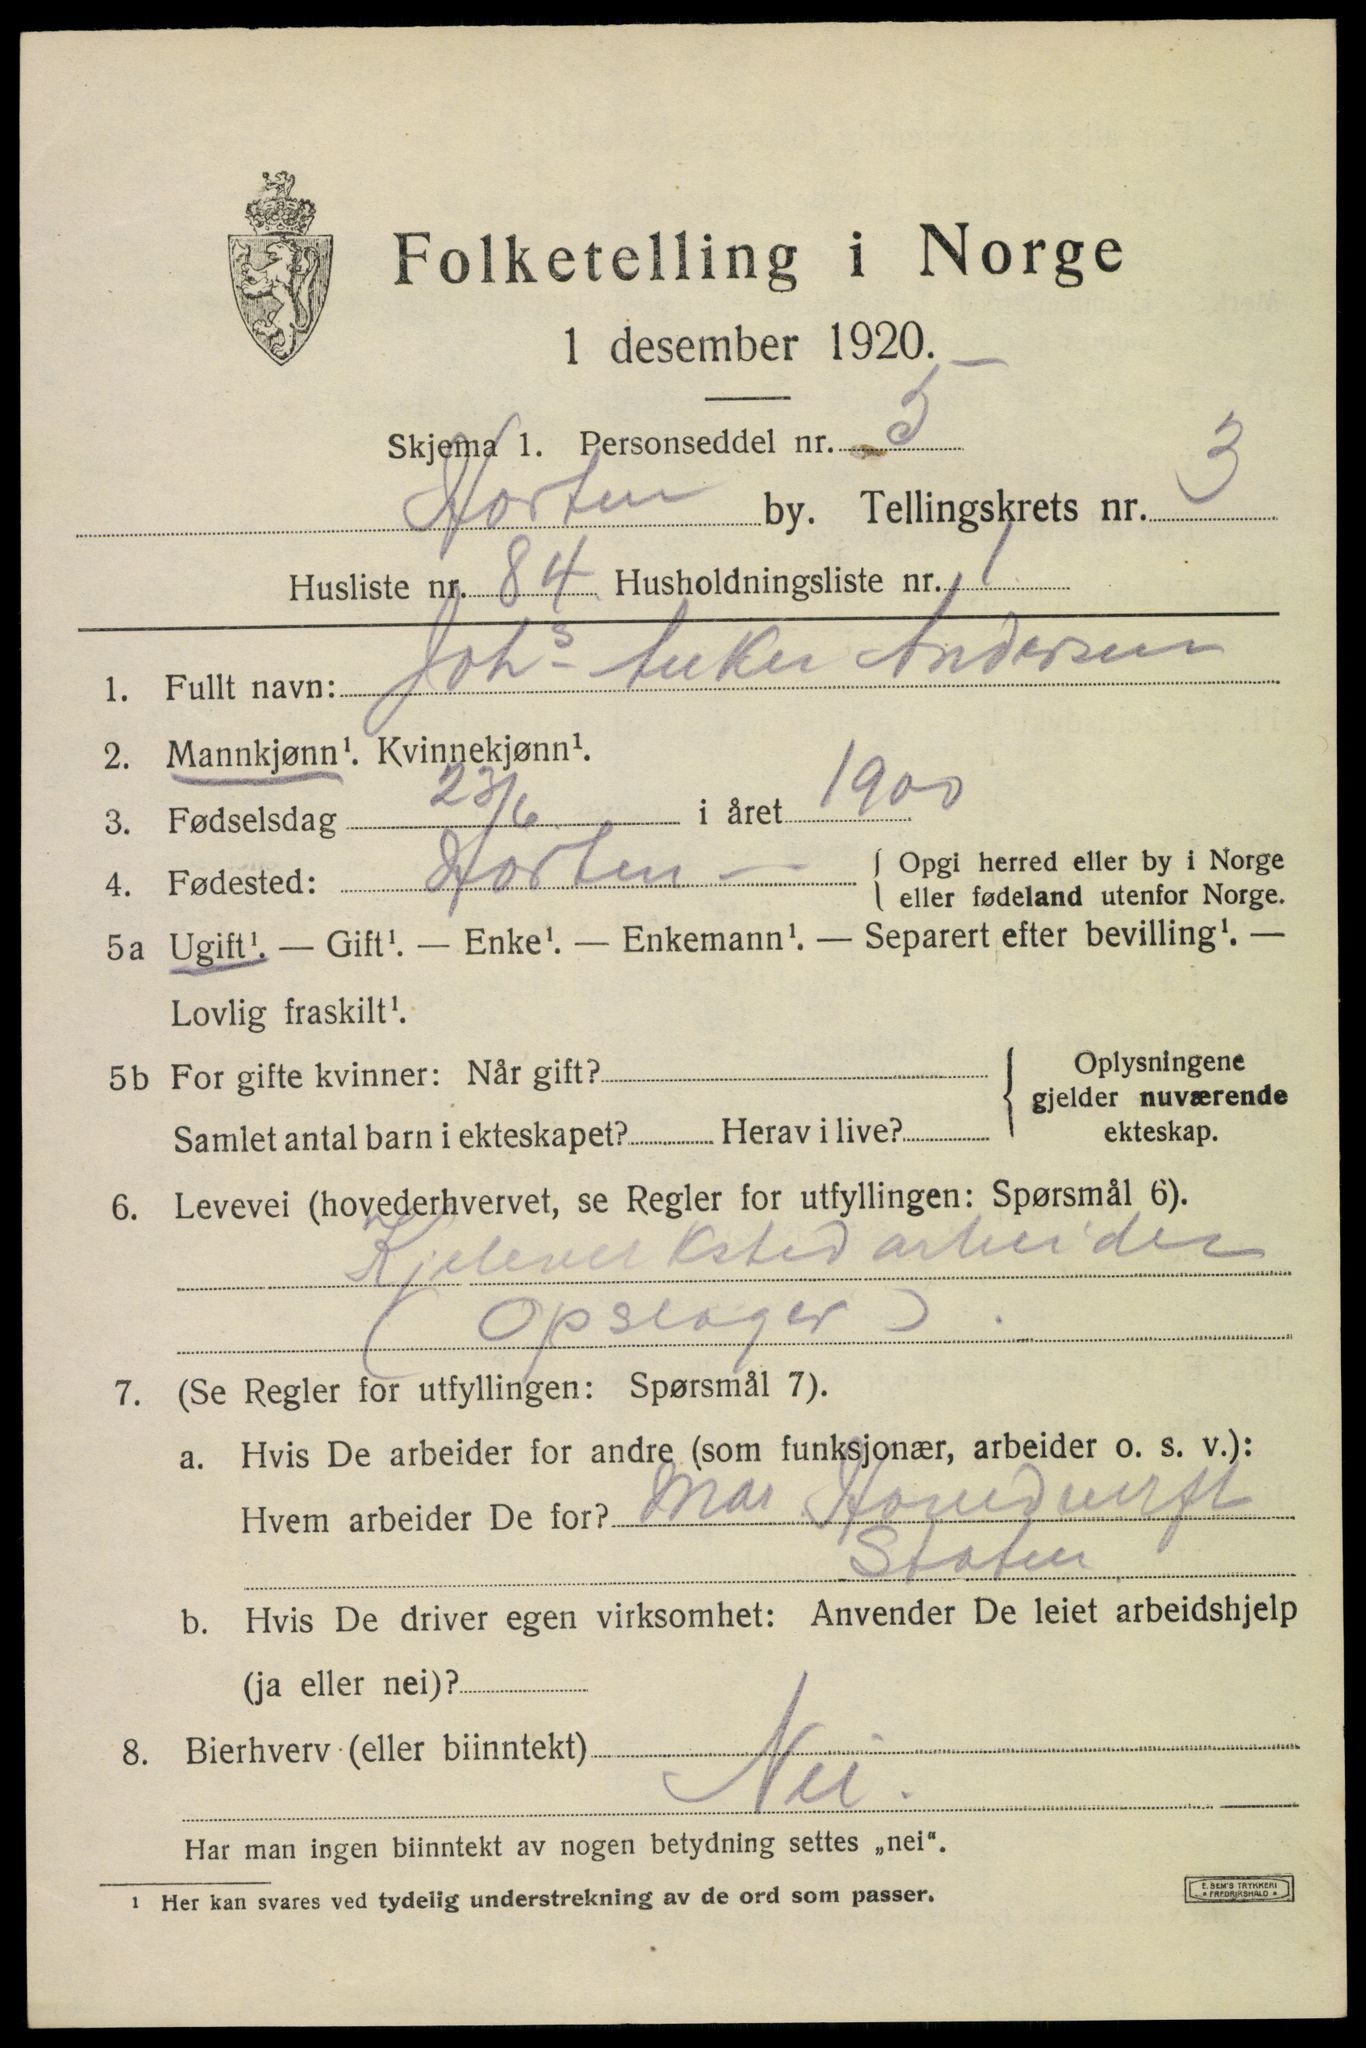 Folketelling i Norge
1 desember 1920.
Skjema 1. Personseddel nr. 5
Horten by. Tellingskrets nr. 3
Husliste nr. 84 Husholdningsliste nr. 1
1. Fullt navn: Johs Anker Andersen
2. Mannkjønn¹. Kvinnekjønn¹.
3. Fødselsdag 23/6 i året 1900
4. Fødested: Horten — { Opgi herred eller by i Norge
eller fødeland utenfor Norge.
5a Ugift¹. — Gift¹. — Enke¹. — Enkemann¹. — Separert efter bevilling¹. —
Lovlig fraskilt¹.
5b For gifte kvinner: Når gift?
Samlet antal barn i ekteskapet? Herav i live?
{ Oplysningene
gjelder nuværende
ekteskap.
6. Levevei (hovederhvervet, se Regler for utfyllingen: Spørsmål 6).
Kjeleverkstedarbeider
(Opslager).
7. (Se Regler for utfyllingen: Spørsmål 7).
a. Hvis De arbeider for andre (som funksjonær, arbeider o. s. v.):
Hvem arbeider De for? Mar Hovedverft
Staten
b. Hvis De driver egen virksomhet: Anvender De leiet arbeidshjelp
(ja eller nei)?
8. Bierhverv (eller biinntekt)
Nei.
Har man ingen biinntekt av nogen betydning settes „nei“.
¹ Her kan svares ved tydelig understrekning av de ord som passer.
E. SEM'S TRYKKERI
* FREDRIKSHALD *